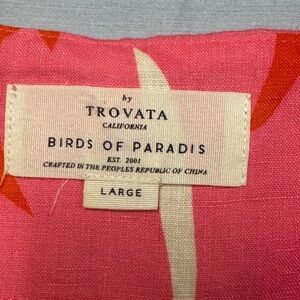 by
TROVATA
CALIFORNIA
BIRDS OF PARADIS
EST. 2001
CRAFTED IN THE PEOPLES REPUBLIC OF CHINA
LARGE